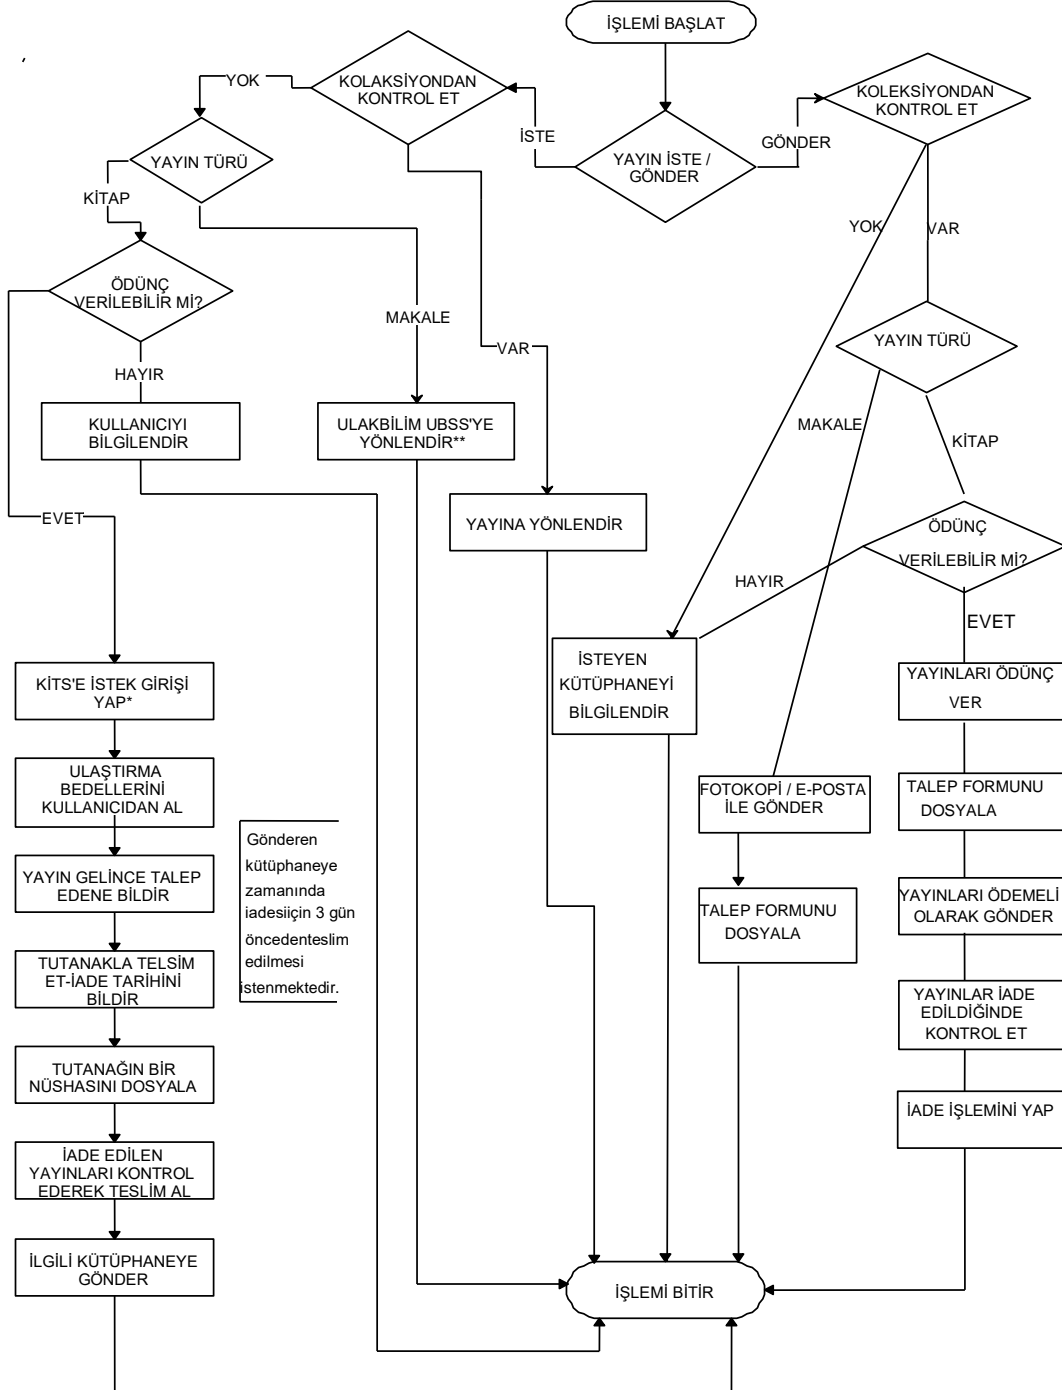 İŞLEMİ BAŞLAT
KOLAKSİYONDAN
KONTROL ET
YOK
KOLEKSİYONDAN
KONTROL ET
İSTE
YAYIN İSTE /
GÖNDER
GÖNDER
YAYIN TÜRÜ
KİTAP
YOK
VAR
ÖDÜNÇ
VERİLEBİLİR Mİ?
MAKALE
VAR
YAYIN TÜRÜ
HAYIR
KULLANICIYI
BİLGİLENDİR
ULAKBİLİM UBSS'YE
YÖNLENDİR**
MAKALE
KİTAP
EVET
YAYINA YÖNLENDİR
ÖDÜNÇ
VERİLEBİLİR Mİ?
HAYIR
EVET
İSTEYEN
KÜTÜPHANEYİ
BİLGİLENDİR
YAYINLARI ÖDÜNÇ
VER
KİTS'E İSTEK GİRİŞİ
YAP*
ULAŞTIRMA
BEDELLERİNİ
KULLANICIDAN AL
FOTOKOPİ / E-POSTA
İLE GÖNDER
TALEP FORMUNU
DOSYALA
Gönderen
kütüphaneye
zamanında
iadesiiçin 3 gün
öncedenteslim
edilmesi
istenmektedir.
YAYIN GELİNCE TALEP
EDENE BİLDİR
TALEP FORMUNU
DOSYALA
YAYINLARI ÖDEMELİ
OLARAK GÖNDER
TUTANAKLA TELSİM
ET-İADE TARİHİNİ
BİLDİR
YAYINLAR İADE
EDİLDİĞİNDE
KONTROL ET
TUTANAĞIN BİR
NÜSHASINI DOSYALA
İADE İŞLEMİNİ YAP
İADE EDİLEN
YAYINLARI KONTROL
EDEREK TESLİM AL
İLGİLİ KÜTÜPHANEYE
GÖNDER
İŞLEMİ BİTİR